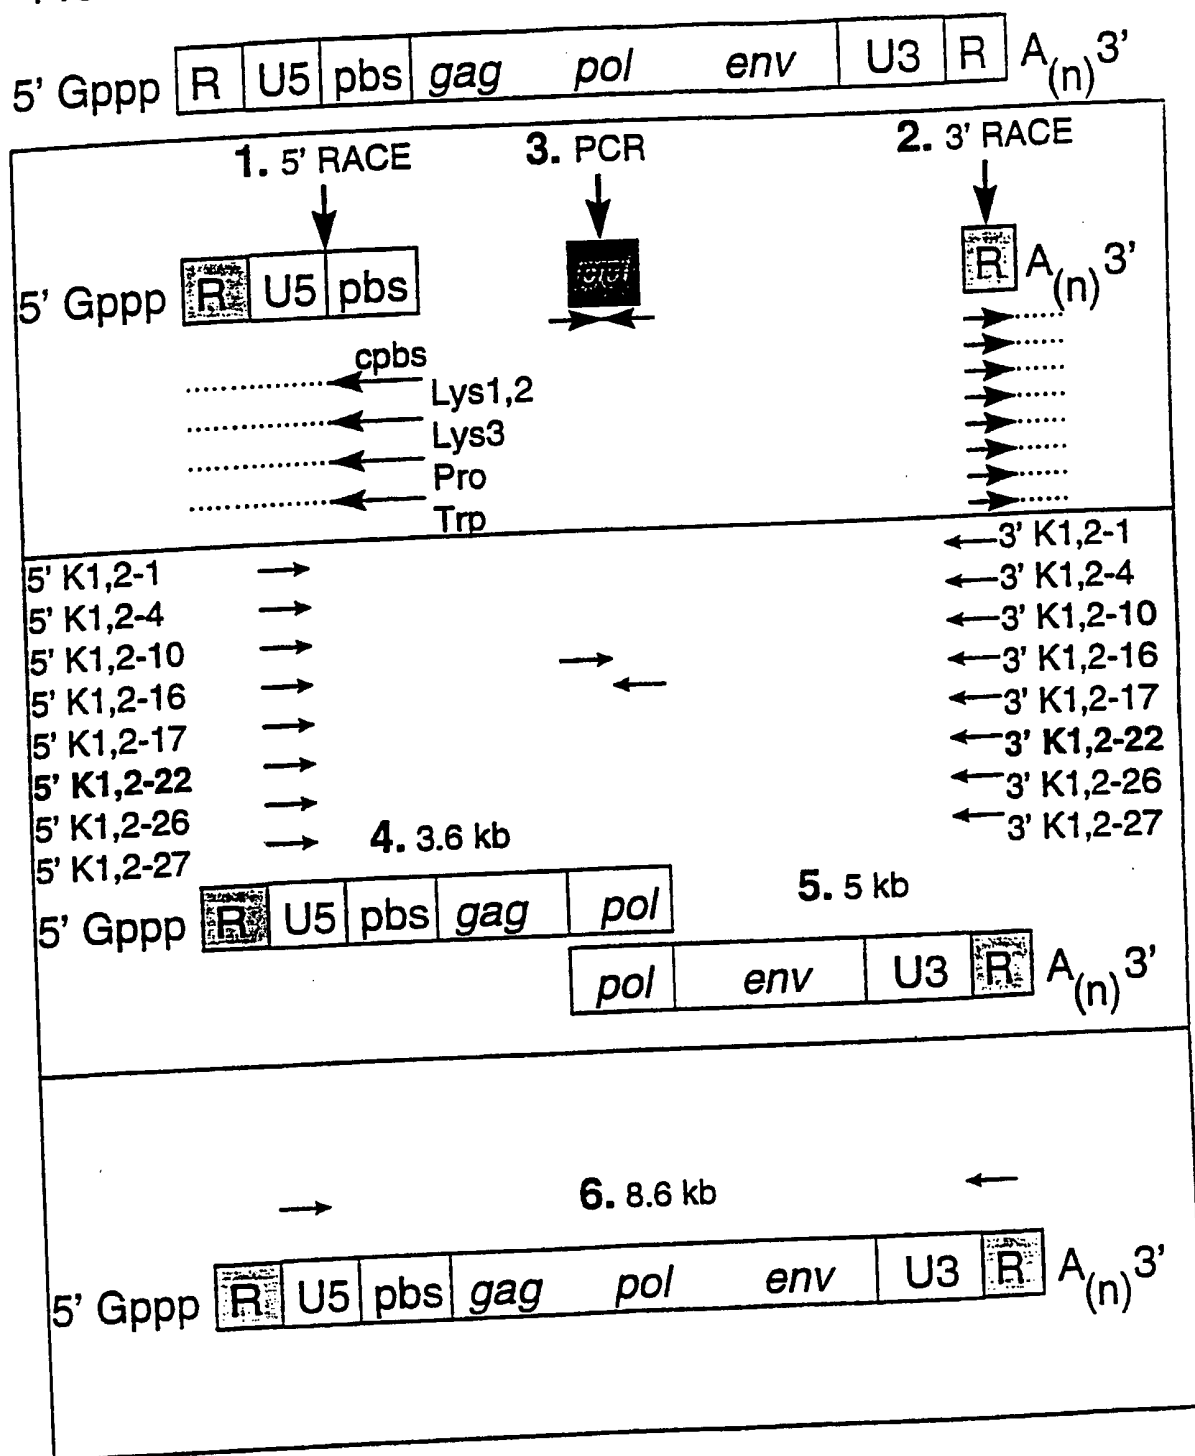 5' Gppp R U5 pbs gag pol env U3 R A(n)3'
1. 5' RACE 3. PCR 2. 3' RACE
5' Gppp R U5 pbs pol R A(n)3'
cpbs
Lys1,2
Lys3
Pro
Trp
5' K1,2-1 3' K1,2-1
5' K1,2-4 3' K1,2-4
5' K1,2-10 3' K1,2-10
5' K1,2-16 3' K1,2-16
5' K1,2-17 3' K1,2-17
5' K1,2-22 3' K1,2-22
5' K1,2-26 3' K1,2-26
5' K1,2-27 3' K1,2-27
4. 3.6 kb
5. 5 kb
5' Gppp R U5 pbs gag pol
pol env U3 R A(n)3'
6. 8.6 kb
5' Gppp R U5 pbs gag pol env U3 R A(n)3'